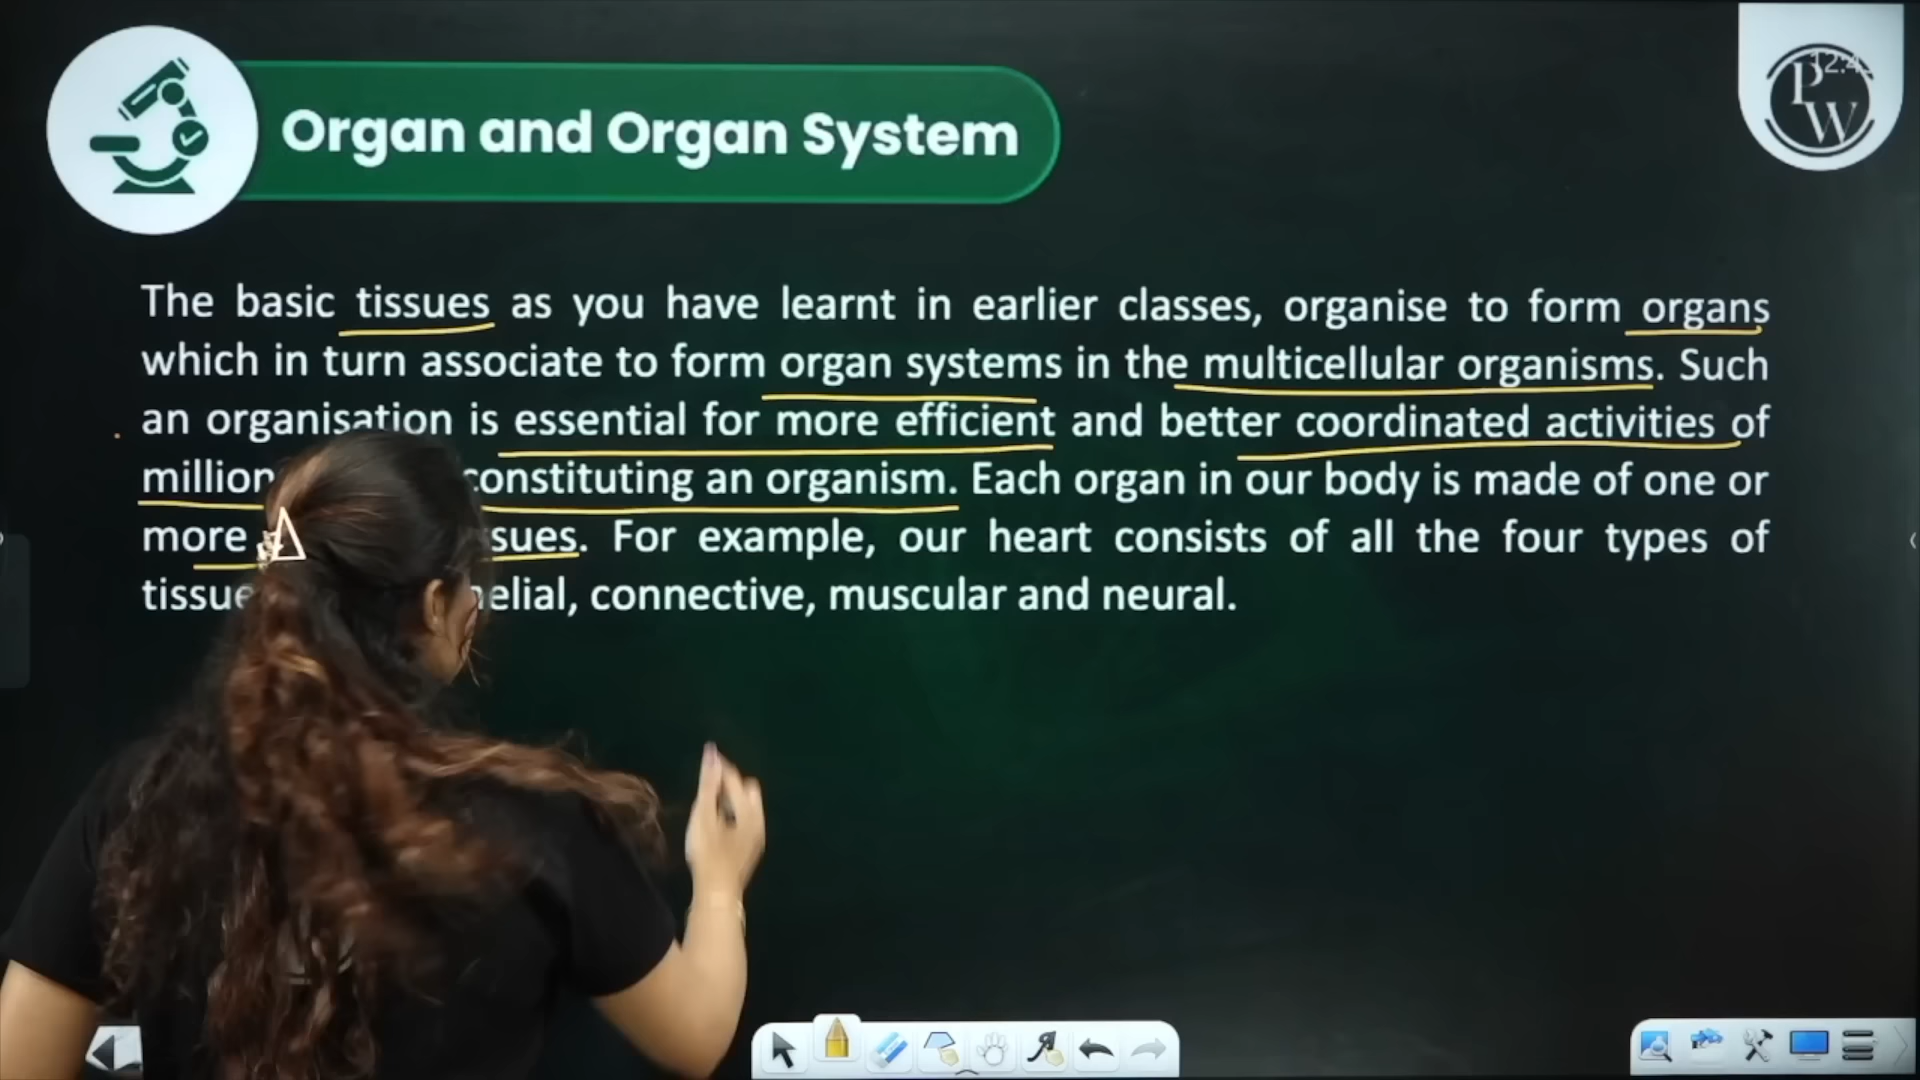 Organ and Organ System
PW
12:4
The basic tissues as you have learnt in earlier classes, organise to form organs
which in turn associate to form organ systems in the multicellular organisms. Such
an organisation is essential for more efficient and better coordinated activities of
million constituting an organism. Each organ in our body is made of one or
more sues. For example, our heart consists of all the four types of
tissue elial, connective, muscular and neural.